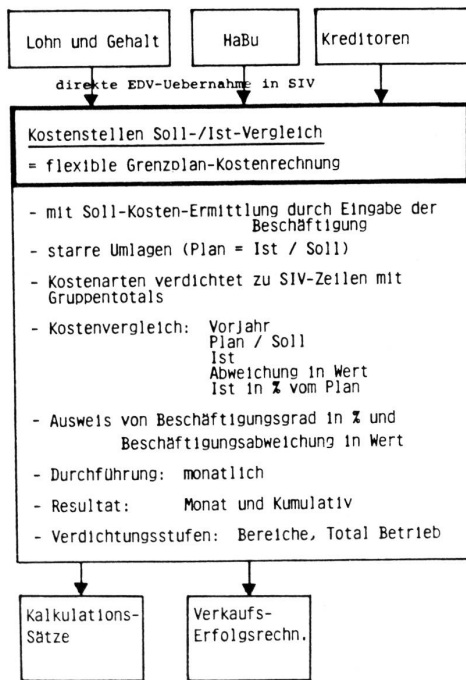 Lohn und Gehalt
HaBu
Kreditoren
direkte EDV-Uebernahme in SIV
Kostenstellen Soll-/Ist-Vergleich
= flexible Grenzplan-Kostenrechnung
- mit Soll-Kosten-Ermittlung durch Eingabe der
Beschäftigung
- starre Umlagen (Plan = Ist / Soll)
- Kostenarten verdichtet zu SIV-Zeilen mit
Gruppentotals
- Kostenvergleich: Vorjahr
Plan / Soll
Ist
Abweichung in Wert
Ist in % vom Plan
- Ausweis von Beschäftigungsgrad in % und
Beschäftigungsabweichung in Wert
- Durchführung: monatlich
- Resultat: Monat und Kumulativ
- Verdichtungsstufen: Bereiche, Total Betrieb
Kalkulations-
Sätze
Verkaufs-
Erfolgsrechn.